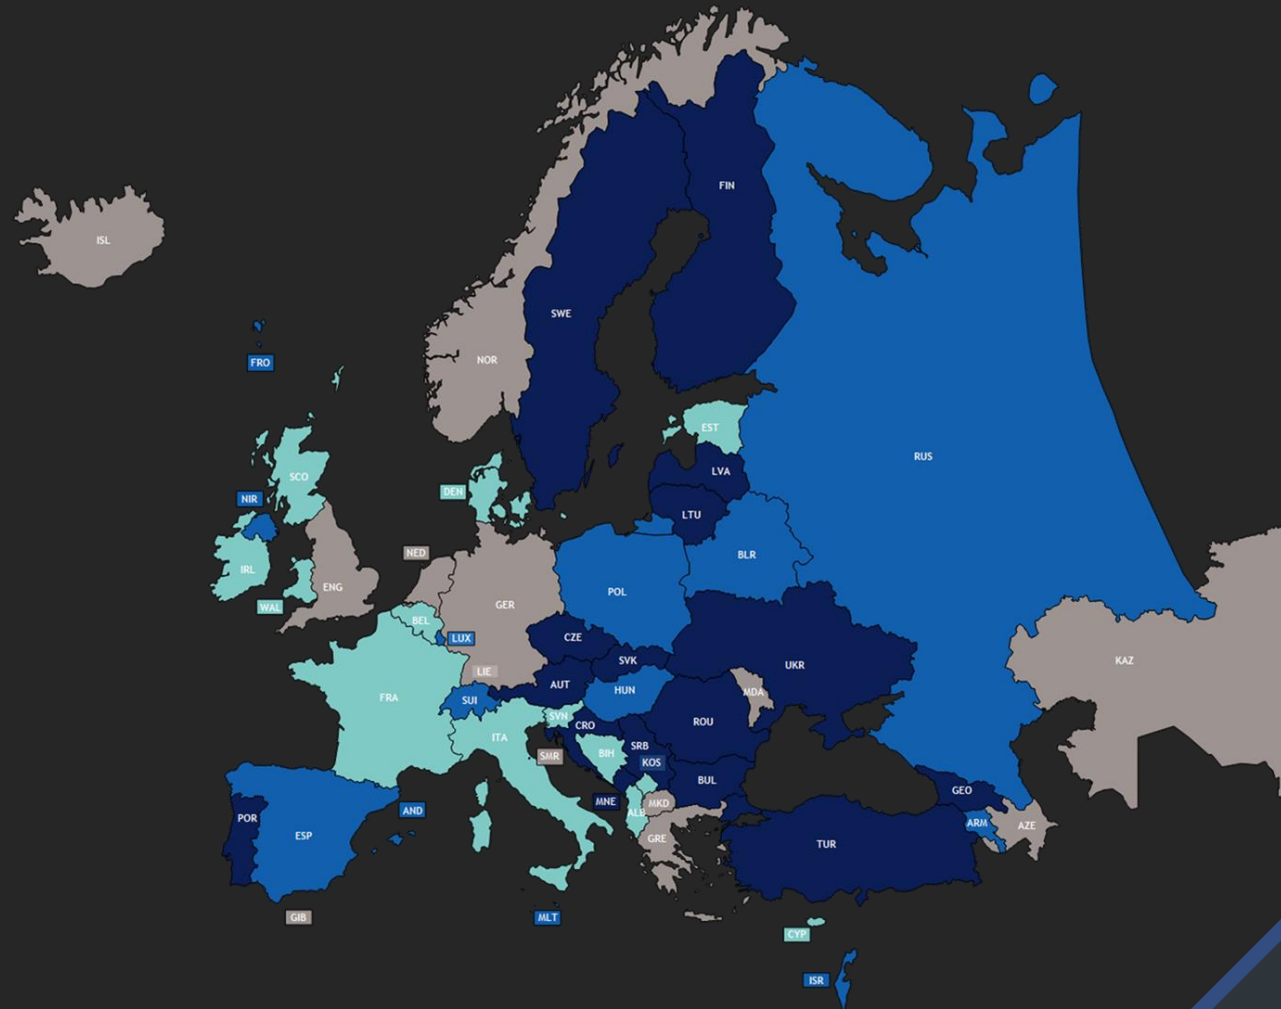 FIN
ISL
SWE
NOR
FRO
EST
RUS
LVA
SCO
DEN
NIR
LTU
NED
BLR
IRL
ENG
POL
GER
WAL
BEL
CZE
LUX
SVK
UKR
KAZ
LIE
AUT
HUN
MDA
FRA
SUI
SVN
ROU
CRO
ITA
SRB
BIH
SMR
KOS
BUL
GEO
MNE
MKD
AND
ALB
POR
ARM
AZE
ESP
GRE
TUR
GIB
MLT
CYP
ISR